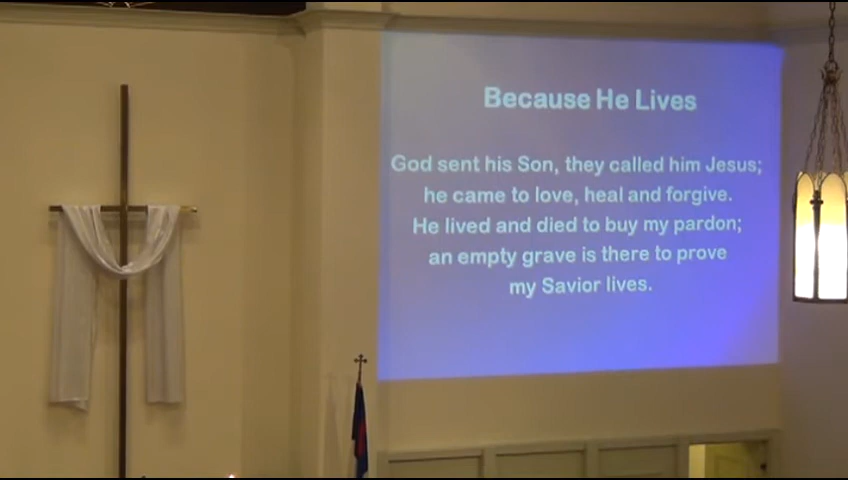 Because He Lives
God sent his Son, they called him Jesus;
he came to love, heal and forgive.
He lived and died to buy my pardon;
an empty grave is there to prove
my Savior lives.